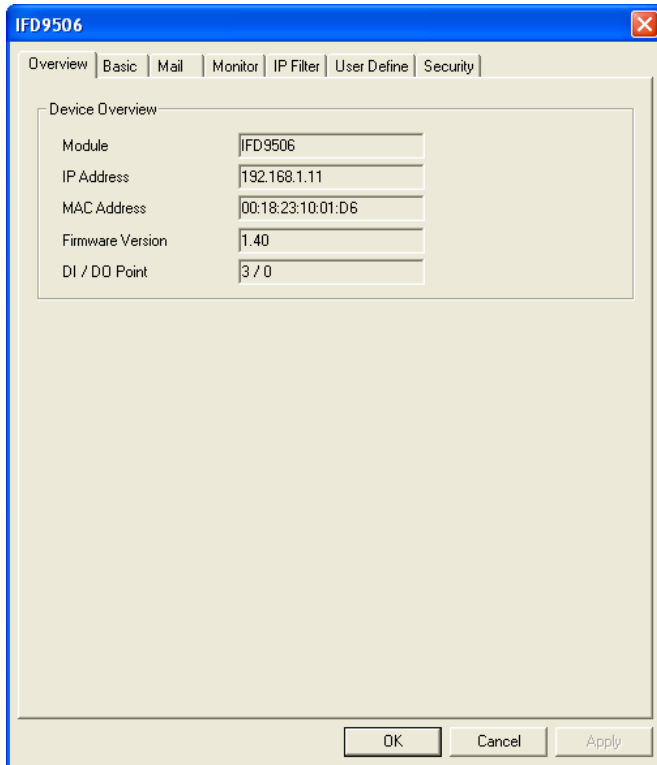 IFD9506
Overview Basic Mail Monitor IP Filter User Define Security
Device Overview
Module IFD9506
IP Address 192.168.1.11
MAC Address 00:18:23:10:01:D6
Firmware Version 1.40
DI / DO Point 3 / 0
OK Cancel Apply